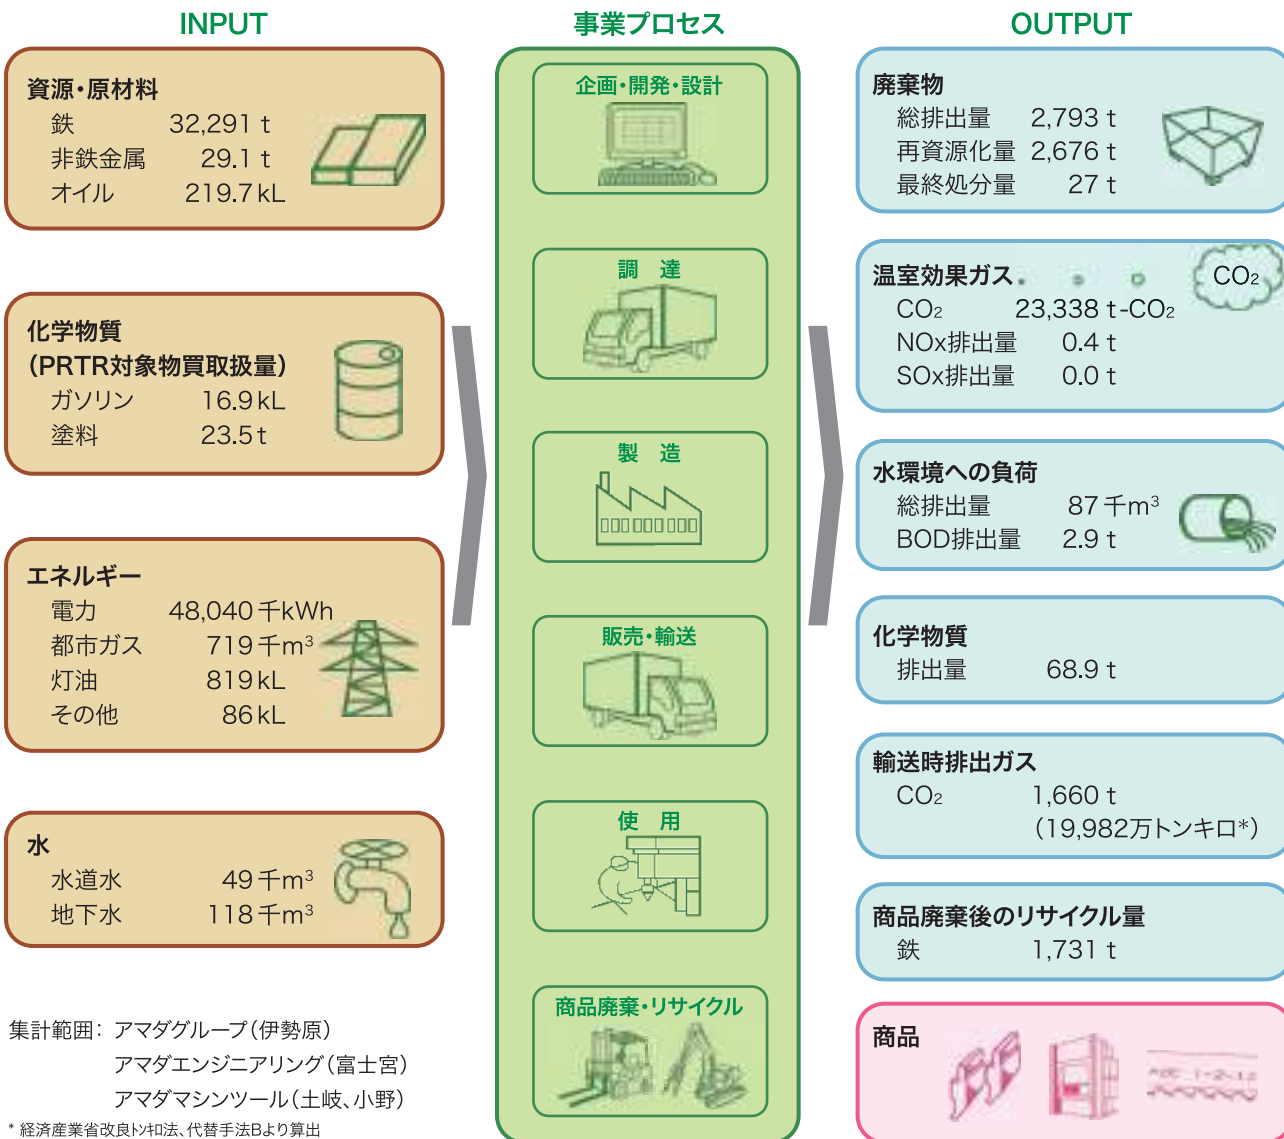 INPUT
資源・原材料
鉄 32,291 t
非鉄金属 29.1 t
オイル 219.7 kL
化学物質
（PRTR対象物買取扱量）
ガソリン 16.9 kL
塗料 23.5 t
エネルギー
電力 48,040 千kWh
都市ガス 719 千m³
灯油 819 kL
その他 86 kL
水
水道水 49 千m³
地下水 118 千m³
集計範囲： アマダグループ（伊勢原）
アマダエンジニアリング（富士宮）
アマダマシンツール（土岐、小野）
* 経済産業省改良トンキロ法、代替手法Bより算出
事業プロセス
企画・開発・設計
調 達
製 造
販売・輸送
使 用
商品廃棄・リサイクル
OUTPUT
廃棄物
総排出量 2,793 t
再資源化量 2,676 t
最終処分量 27 t
温室効果ガス
CO₂
CO₂ 23,338 t-CO₂
NOx排出量 0.4 t
SOx排出量 0.0 t
水環境への負荷
総排出量 87 千m³
BOD排出量 2.9 t
化学物質
排出量 68.9 t
輸送時排出ガス
CO₂ 1,660 t
（19,982万トンキロ*）
商品廃棄後のリサイクル量
鉄 1,731 t
商品